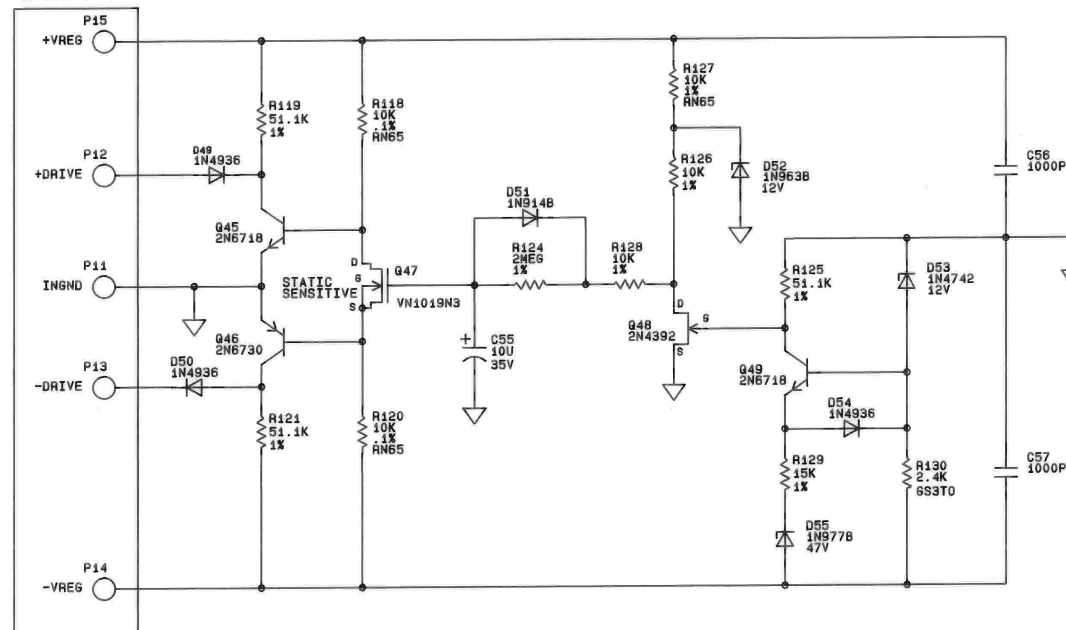 P15
+VREG
R119
51.1K
1%
R118
10K
.1%
RN65
R127
10K
1%
RN65
P12
+DRIVE
D49
1N4936
R126
10K
1%
D52
1N963B
12V
C56
1000P
Q45
2N6718
D51
1N914B
P11
INGND
STATIC
SENSITIVE
D
G
S
Q47
VN1019N3
R124
2MEG
1%
R128
10K
1%
R125
51.1K
1%
D53
1N4742
12V
Q46
2N6730
+
C55
10U
35V
D
G
S
Q48
2N4392
P13
-DRIVE
D50
1N4936
Q49
2N6718
R121
51.1K
1%
R120
10K
.1%
RN65
D54
1N4936
R129
15K
1%
R130
2.4K
GS3TO
C57
1000P
D55
1N977B
47V
P14
-VREG